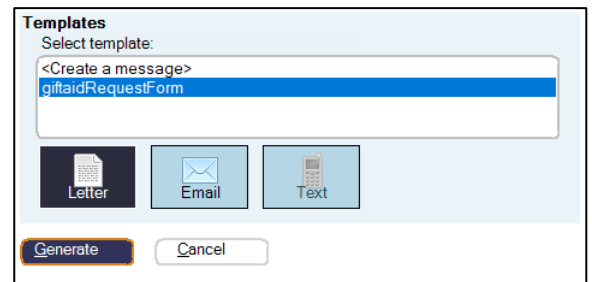 Templates
Select template:
<Create a message>
giftaidRequestForm
Letter Email Text
Generate Cancel